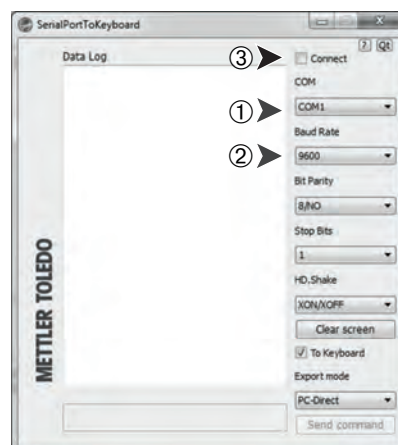 SerialPortToKeyboard
? Qt
Data Log
③
Connect
COM
①
COM1
Baud Rate
②
9600
Bit Parity
8/NO
Stop Bits
1
HD.Shake
XON/XOFF
Clear screen
To Keyboard
Export mode
PC-Direct
Send command
METTLER TOLEDO